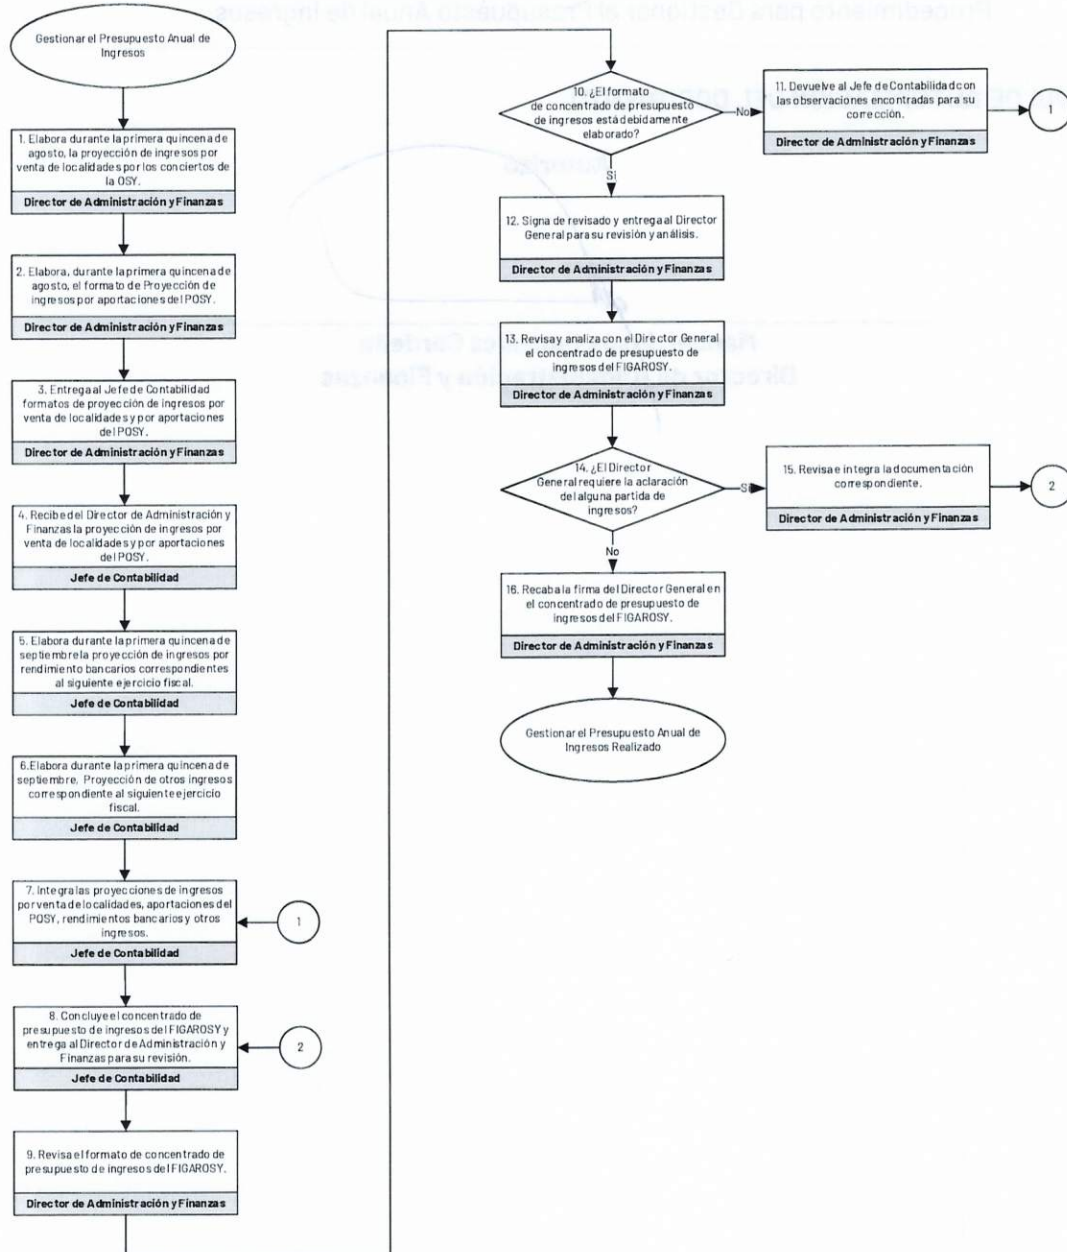 Gestionar el Presupuesto Anual de
Ingresos
1. Elabora durante la primera quincena de
agosto, la proyección de ingresos por
venta de localidades por los conciertos de
la OSY.
Director de Administración y Finanzas
2. Elabora, durante la primera quincena de
agosto, el formato de Proyección de
ingresos por aportaciones del POSY.
Director de Administración y Finanzas
3. Entrega al Jefe de Contabilidad
formatos de proyección de ingresos por
venta de localidades y por aportaciones
del POSY.
Director de Administración y Finanzas
4. Recibe del Director de Administración y
Finanzas la proyección de ingresos por
venta de localidades y por aportaciones
del POSY.
Jefe de Contabilidad
5. Elabora durante la primera quincena de
septiembre la proyección de ingresos por
rendimiento bancarios correspondientes
al siguiente ejercicio fiscal.
Jefe de Contabilidad
6.Elabora durante la primera quincena de
septiembre, Proyección de otros ingresos
correspondiente al siguiente ejercicio
fiscal.
Jefe de Contabilidad
7. Integra las proyecciones de ingresos
por venta de localidades, aportaciones del
POSY, rendimientos bancarios y otros
ingresos.
Jefe de Contabilidad
1
8. Concluye el concentrado de
presupuesto de ingresos del FIGAROSY y
entrega al Director de Administración y
Finanzas para su revisión.
Jefe de Contabilidad
2
9. Revisa el formato de concentrado de
presupuesto de ingresos del FIGAROSY.
Director de Administración y Finanzas
10. ¿El formato
de concentrado de presupuesto
de ingresos está debidamente
elaborado?
No
11. Devuelve al Jefe de Contabilidad con
las observaciones encontradas para su
corrección.
Director de Administración y Finanzas
1
Sí
12. Signa de revisado y entrega al Director
General para su revisión y análisis.
Director de Administración y Finanzas
13. Revisa y analiza con el Director General
el concentrado de presupuesto de
ingresos del FIGAROSY.
Director de Administración y Finanzas
14. ¿El Director
General requiere la aclaración
del alguna partida de
ingresos?
Sí
15. Revisa e integra la documentación
correspondiente.
Director de Administración y Finanzas
2
No
16. Recaba la firma del Director General en
el concentrado de presupuesto de
ingresos del FIGAROSY.
Director de Administración y Finanzas
Gestionar el Presupuesto Anual de
Ingresos Realizado